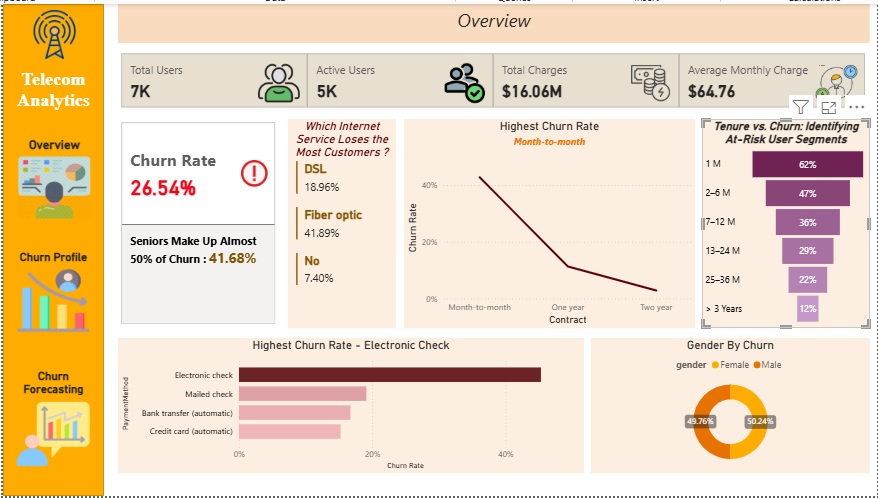 Overview
Telecom
Analytics
Overview
Churn Profile
Churn
Forecasting
Total Users
7K
Active Users
5K
Total Charges
$16.06M
Average Monthly Charge
$64.76
Churn Rate
26.54%
Seniors Make Up Almost
50% of Churn : 41.68%
Which Internet
Service Loses the
Most Customers ?
DSL
18.96%
Fiber optic
41.89%
No
7.40%
Highest Churn Rate
Month-to-month
Churn Rate
40%
20%
0%
Month-to-month
One year
Two year
Contract
Tenure vs. Churn: Identifying
At-Risk User Segments
1 M 62%
2–6 M 47%
7–12 M 36%
13–24 M 29%
25–36 M 22%
> 3 Years 12%
Highest Churn Rate - Electronic Check
PaymentMethod
Electronic check
Mailed check
Bank transfer (automatic)
Credit card (automatic)
0%
20%
40%
Churn Rate
Gender By Churn
gender Female Male
49.76%
50.24%